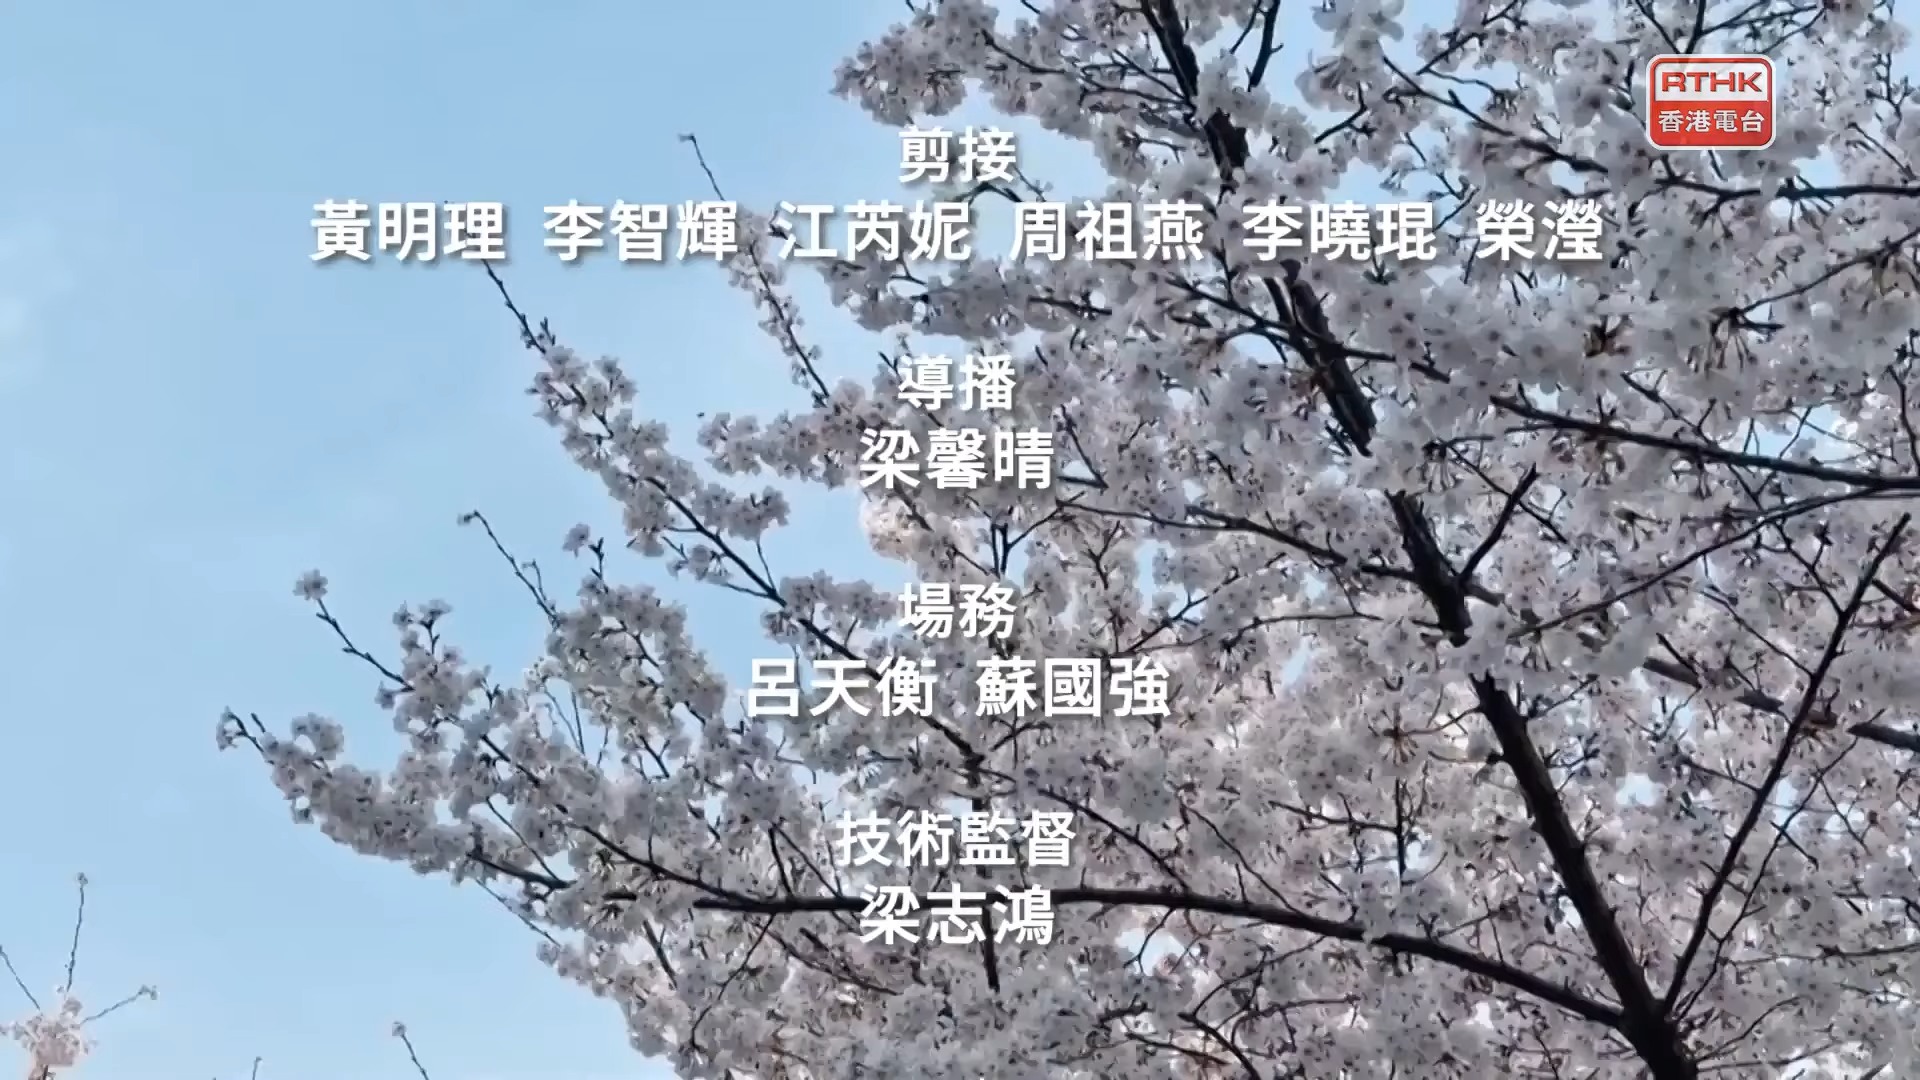 RTHK
香港電台
剪接
黃明理 李智輝 江芮妮 周祖燕 李曉琨 榮瀅
導播
梁馨晴
場務
呂天衡 蘇國強
技術監督
梁志鴻